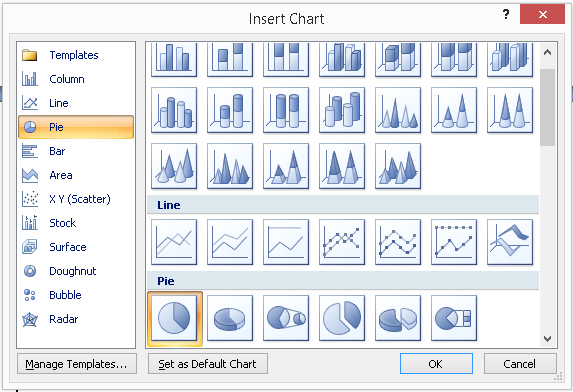 Insert Chart
?
Templates
Column
Line
Pie
Bar
Area
X Y (Scatter)
Stock
Surface
Doughnut
Bubble
Radar
Line
Pie
Manage Templates...
Set as Default Chart
OK
Cancel